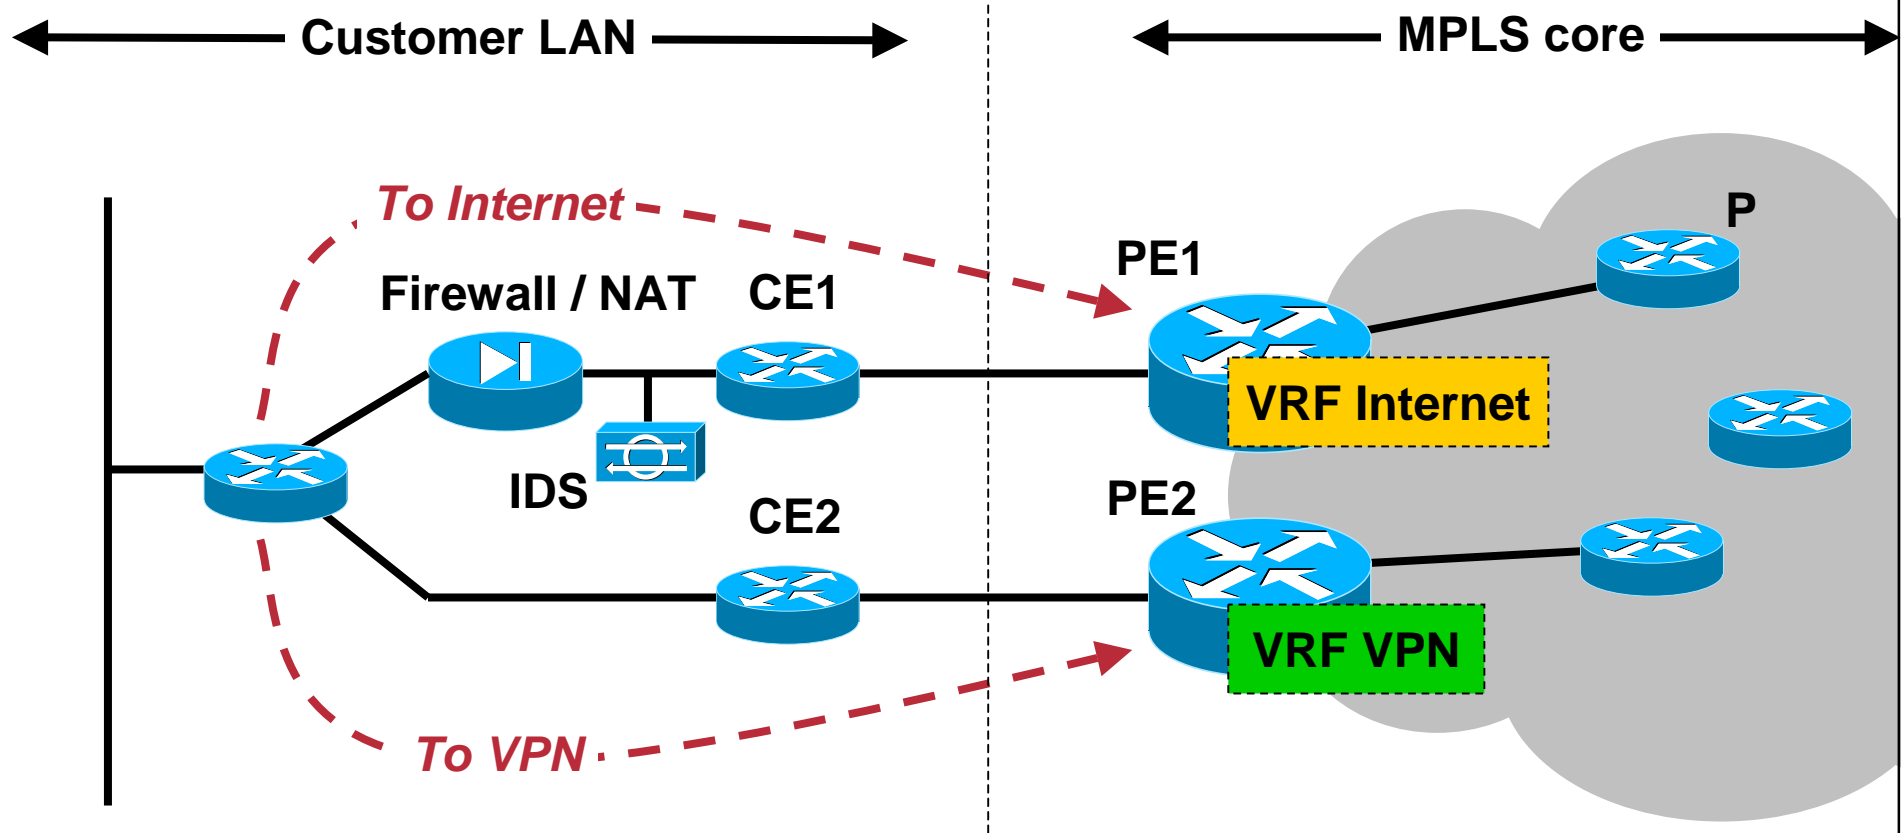 Customer LAN
MPLS core
To Internet
P
PE1
Firewall / NAT
CE1
VRF Internet
IDS
CE2
PE2
VRF VPN
To VPN